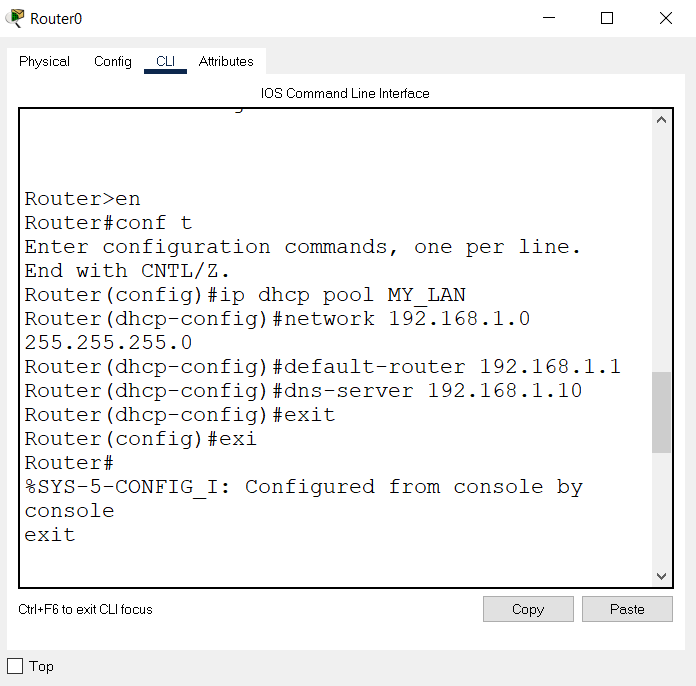 Router0
Physical Config CLI Attributes
IOS Command Line Interface
Router>en
Router#conf t
Enter configuration commands, one per line.
End with CNTL/Z.
Router(config)#ip dhcp pool MY_LAN
Router(dhcp-config)#network 192.168.1.0
255.255.255.0
Router(dhcp-config)#default-router 192.168.1.1
Router(dhcp-config)#dns-server 192.168.1.10
Router(dhcp-config)#exit
Router(config)#exi
Router#
%SYS-5-CONFIG_I: Configured from console by
console
exit
Ctrl+F6 to exit CLI focus
Copy Paste
Top